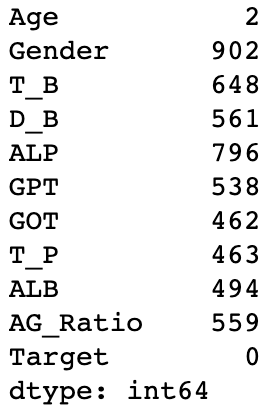 Age 2
Gender 902
T_B 648
D_B 561
ALP 796
GPT 538
GOT 462
T_P 463
ALB 494
AG_Ratio 559
Target 0
dtype: int64